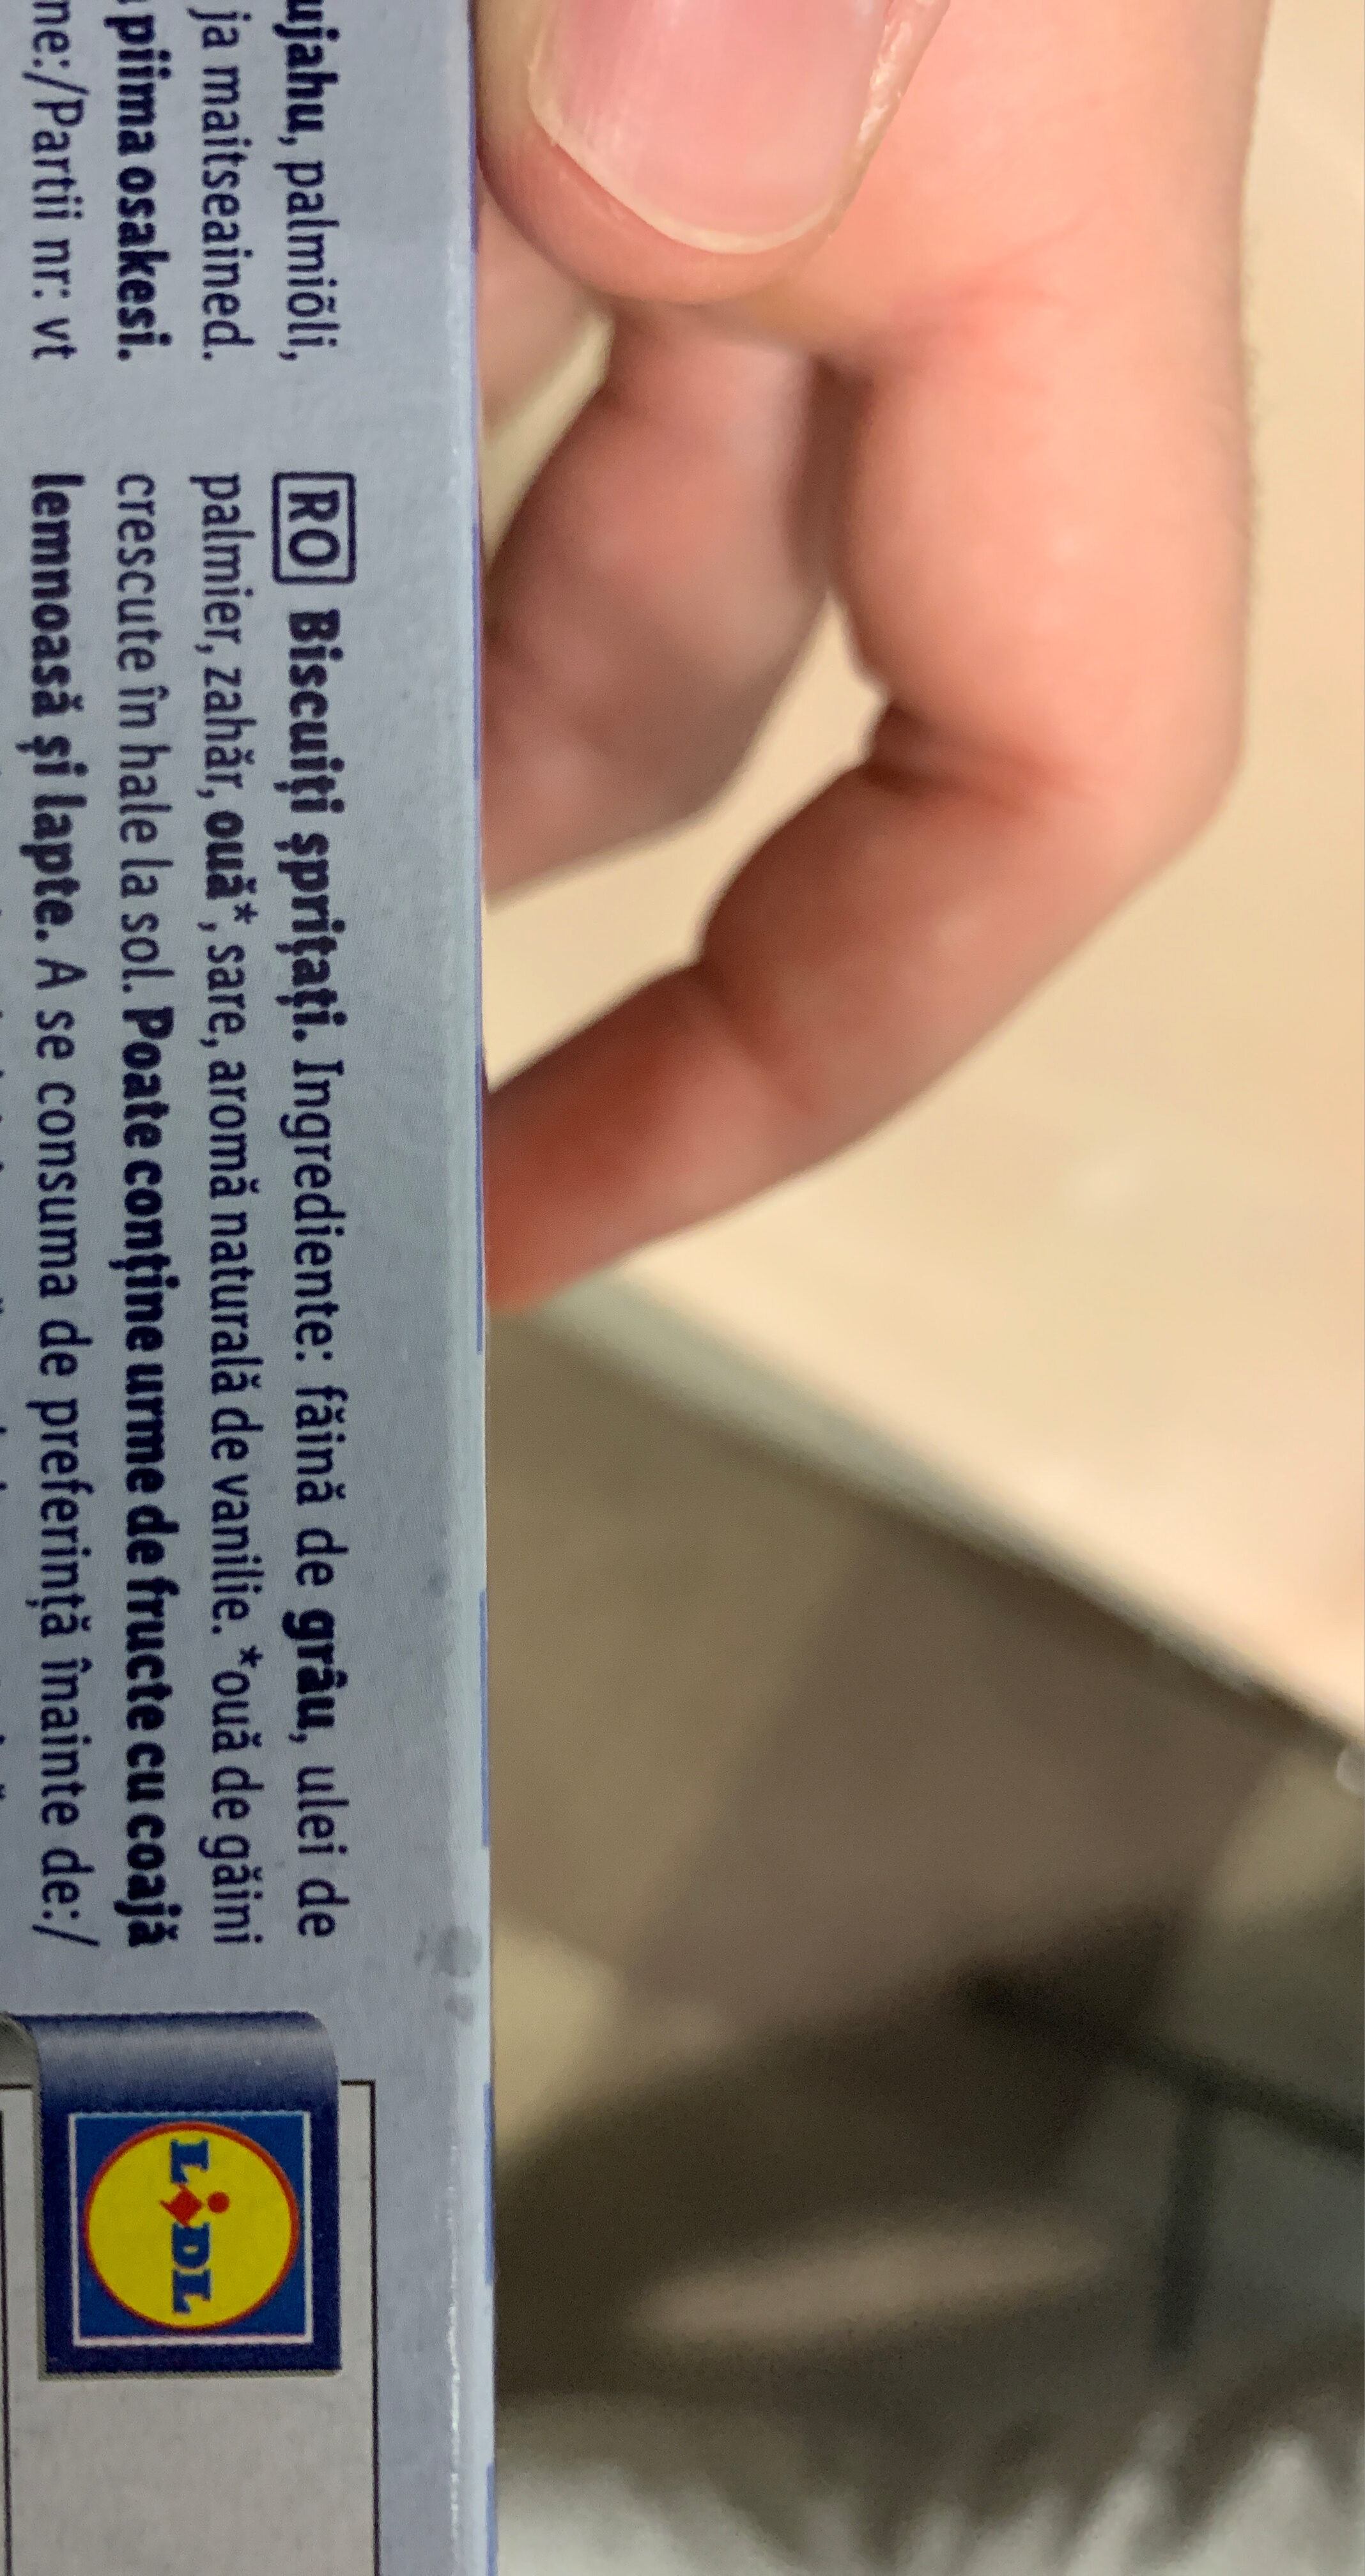 ujahu, palmiõli,
ja maitseained.
piima osakesi.
ne:/Partii nr: vt
RO Biscuiți șprițați. Ingrediente: făină de grâu, ulei de
palmier, zahăr, ouă*, sare, aromă naturală de vanilie. *ouă de găini
crescute în hale la sol. Poate conține urme de fructe cu coajă
lemnoasă și lapte. A se consuma de preferință înainte de:/
LIDL